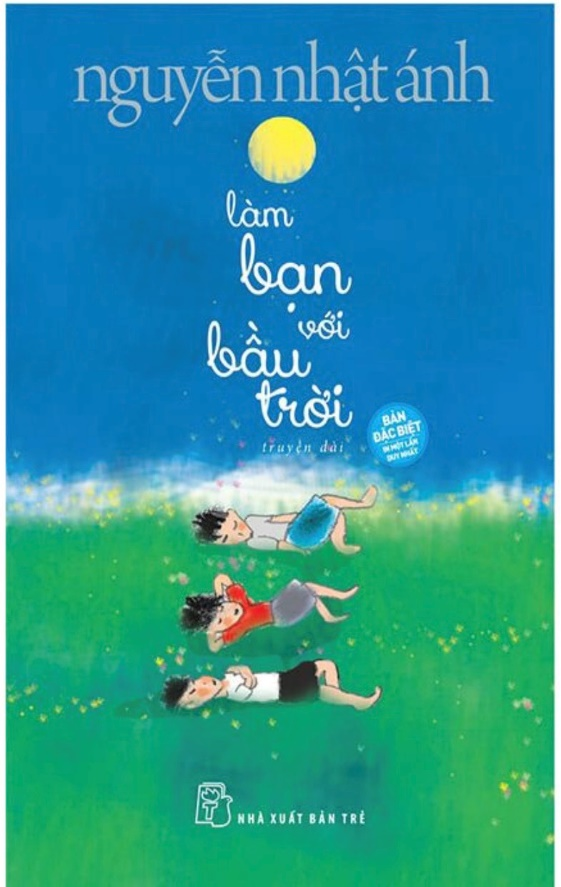 nguyễn nhật ánh
làm
bạn
với
bầu
trời
truyện dài
BẢN
ĐẶC BIỆT
IN MỘT LẦN
DUY NHẤT
NHÀ XUẤT BẢN TRẺ